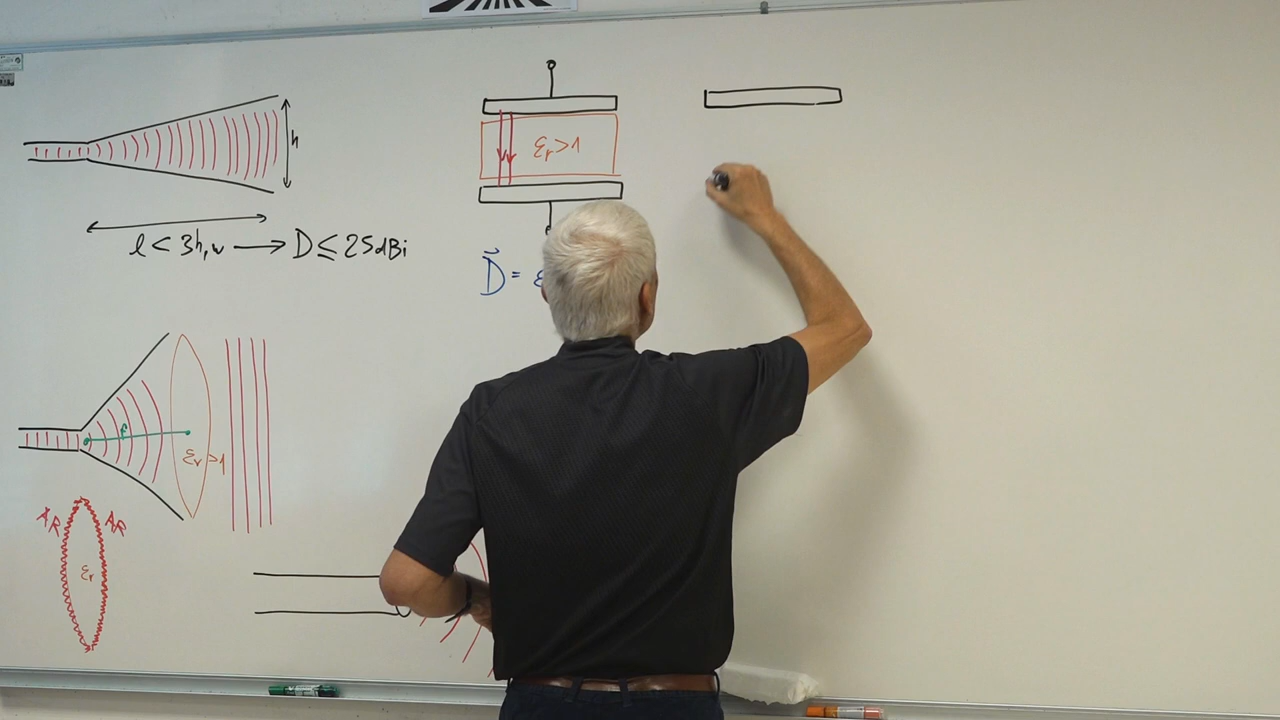 h
l < 3h,w → D ≤ 25dBi
εr > 1
D⃗ = ε
f
εr > 1
AR AR
εr